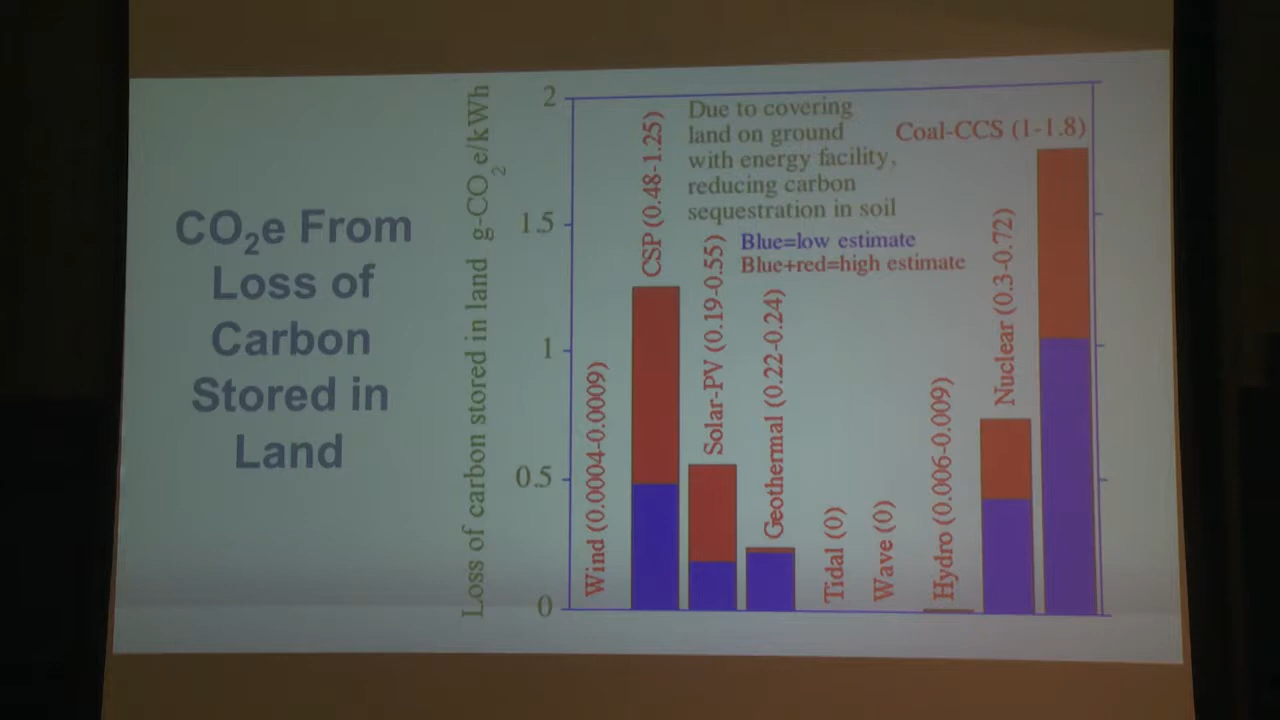 CO2e From
Loss of
Carbon
Stored in
Land
Loss of carbon stored in land g-CO2e/kWh
2
1.5
1
0.5
0
Due to covering
land on ground
with energy facility,
reducing carbon
sequestration in soil
Blue=low estimate
Blue+red=high estimate
Wind (0.0004-0.0009)
CSP (0.48-1.25)
Solar-PV (0.19-0.55)
Geothermal (0.22-0.24)
Tidal (0)
Wave (0)
Hydro (0.006-0.009)
Nuclear (0.3-0.72)
Coal-CCS (1-1.8)